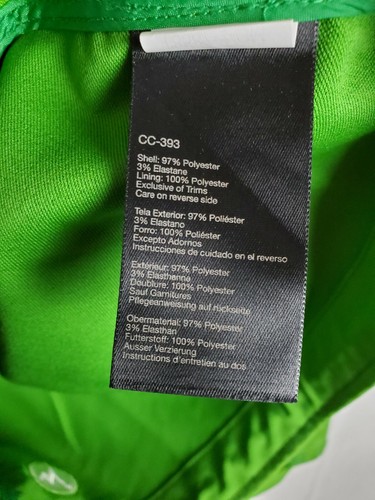 CC-393
Shell: 97% Polyester
3% Elastane
Lining: 100% Polyester
Exclusive of Trims
Care on reverse side
Tela Exterior: 97% Poliéster
3% Elastano
Forro: 100% Poliéster
Excepto Adornos
Instrucciones de cuidado en el reverso
Extérieur: 97% Polyester
3% Élasthanne
Doublure: 100% Polyester
Sauf Garnitures
Pflegeanweisung auf rückseite
Obermaterial: 97% Polyester
3% Elasthan
Futterstoff: 100% Polyester
Ausser Verzierung
Instructions d'entretien au dos